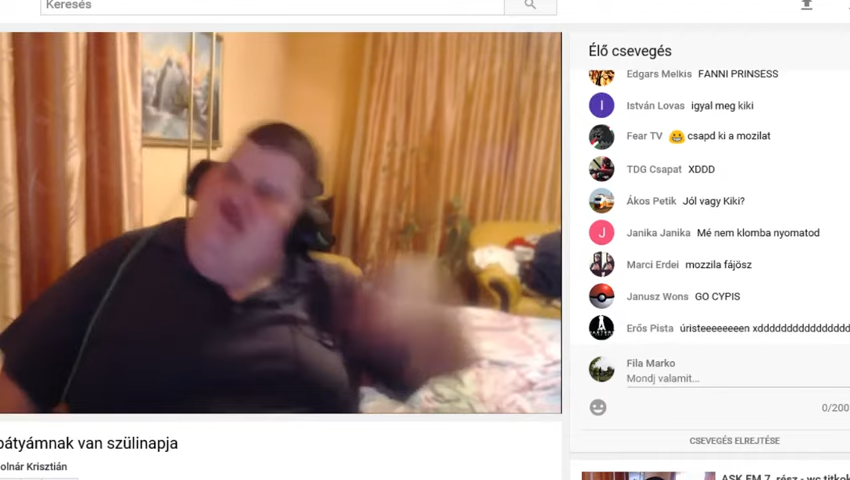 Keresés
Élő csevegés
Edgars Melkis FANNI PRINSESS
I
István Lovas igyal meg kiki
Fear TV csapd ki a mozilat
TDG Csapat XDDD
Ákos Petik Jól vagy Kiki?
J
Janika Janika Mé nem klomba nyomatod
Marci Erdei mozzila fájösz
Janusz Wons GO CYPIS
Erős Pista úristeeeeeeen xdddddddddddddddd
Fila Marko
Mondj valamit...
0/200
CSEVEGÉS ELREJTÉSE
bátyámnak van szülinapja
olnár Krisztián
ASK.FM 7. rész - wc titkok